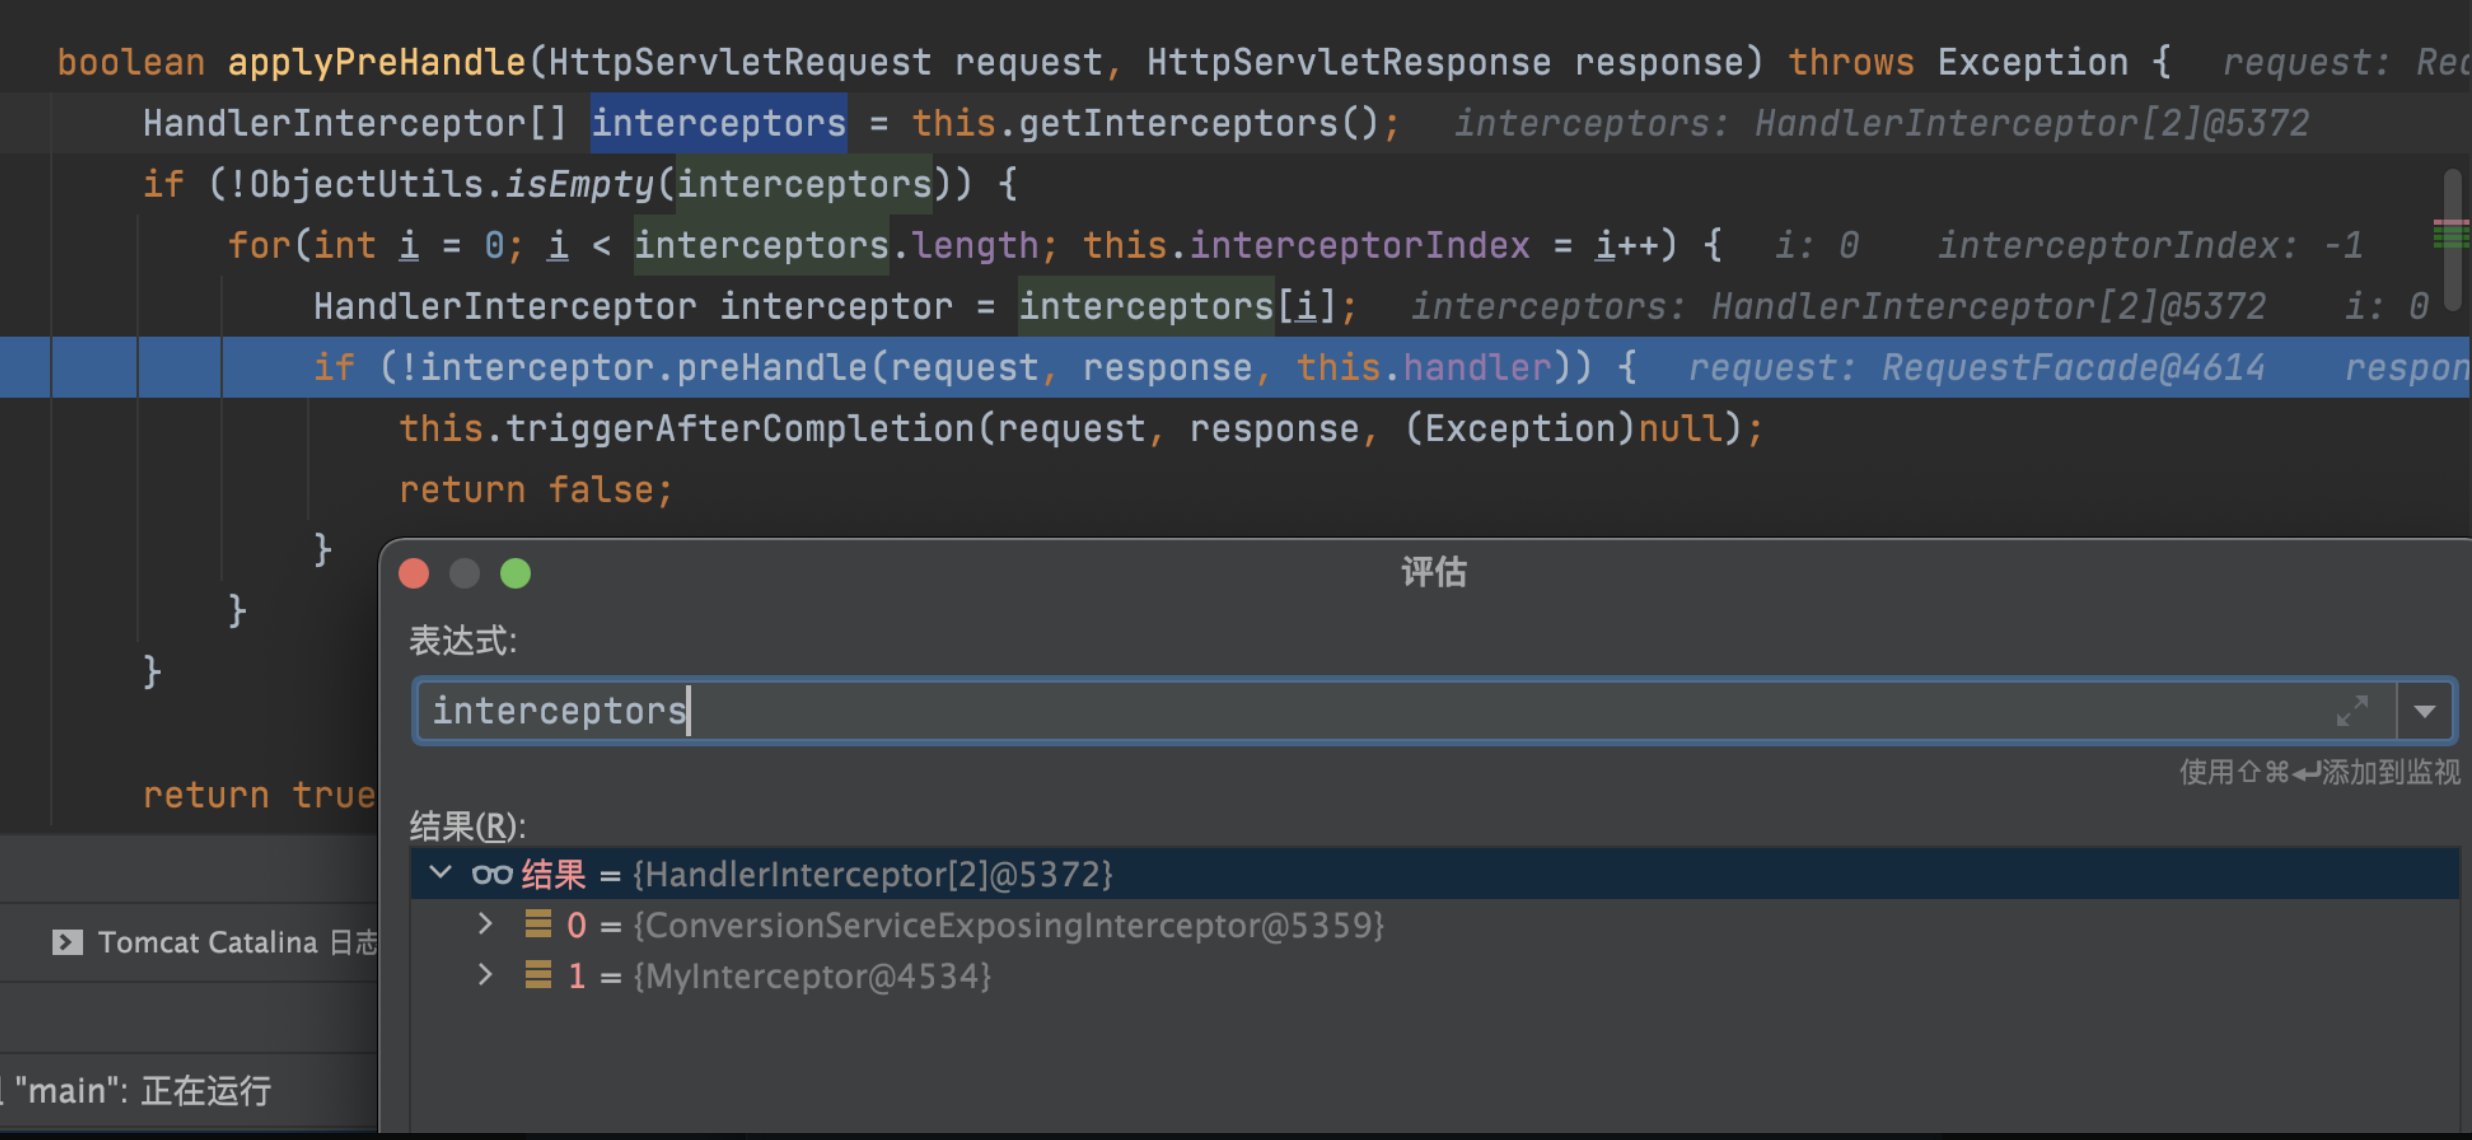 boolean applyPreHandle(HttpServletRequest request, HttpServletResponse response) throws Exception { request:
HandlerInterceptor[] interceptors = this.getInterceptors(); interceptors: HandlerInterceptor[2]@5372
if (!ObjectUtils.isEmpty(interceptors)) {
for(int i = 0; i < interceptors.length; this.interceptorIndex = i++) { i: 0 interceptorIndex: -1
HandlerInterceptor interceptor = interceptors[i]; interceptors: HandlerInterceptor[2]@5372 i: 0
if (!interceptor.preHandle(request, response, this.handler)) { request: RequestFacade@4614 respon
this.triggerAfterCompletion(request, response, (Exception)null);
return false;
}
}
}
return true
评估
表达式:
interceptors
使用⇧⌘↵添加到监视
结果(R):
结果 = {HandlerInterceptor[2]@5372}
0 = {ConversionServiceExposingInterceptor@5359}
1 = {MyInterceptor@4534}
Tomcat Catalina 日志
"main": 正在运行